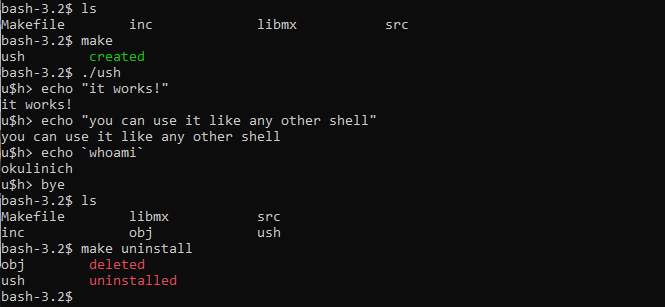 bash-3.2$ ls
Makefile        inc             libmx           src
bash-3.2$ make
ush        created
bash-3.2$ ./ush
u$h> echo "it works!"
it works!
u$h> echo "you can use it like any other shell"
you can use it like any other shell
u$h> echo `whoami`
okulinich
u$h> bye
bash-3.2$ ls
Makefile        libmx           src
inc             obj             ush
bash-3.2$ make uninstall
obj        deleted
ush        uninstalled
bash-3.2$